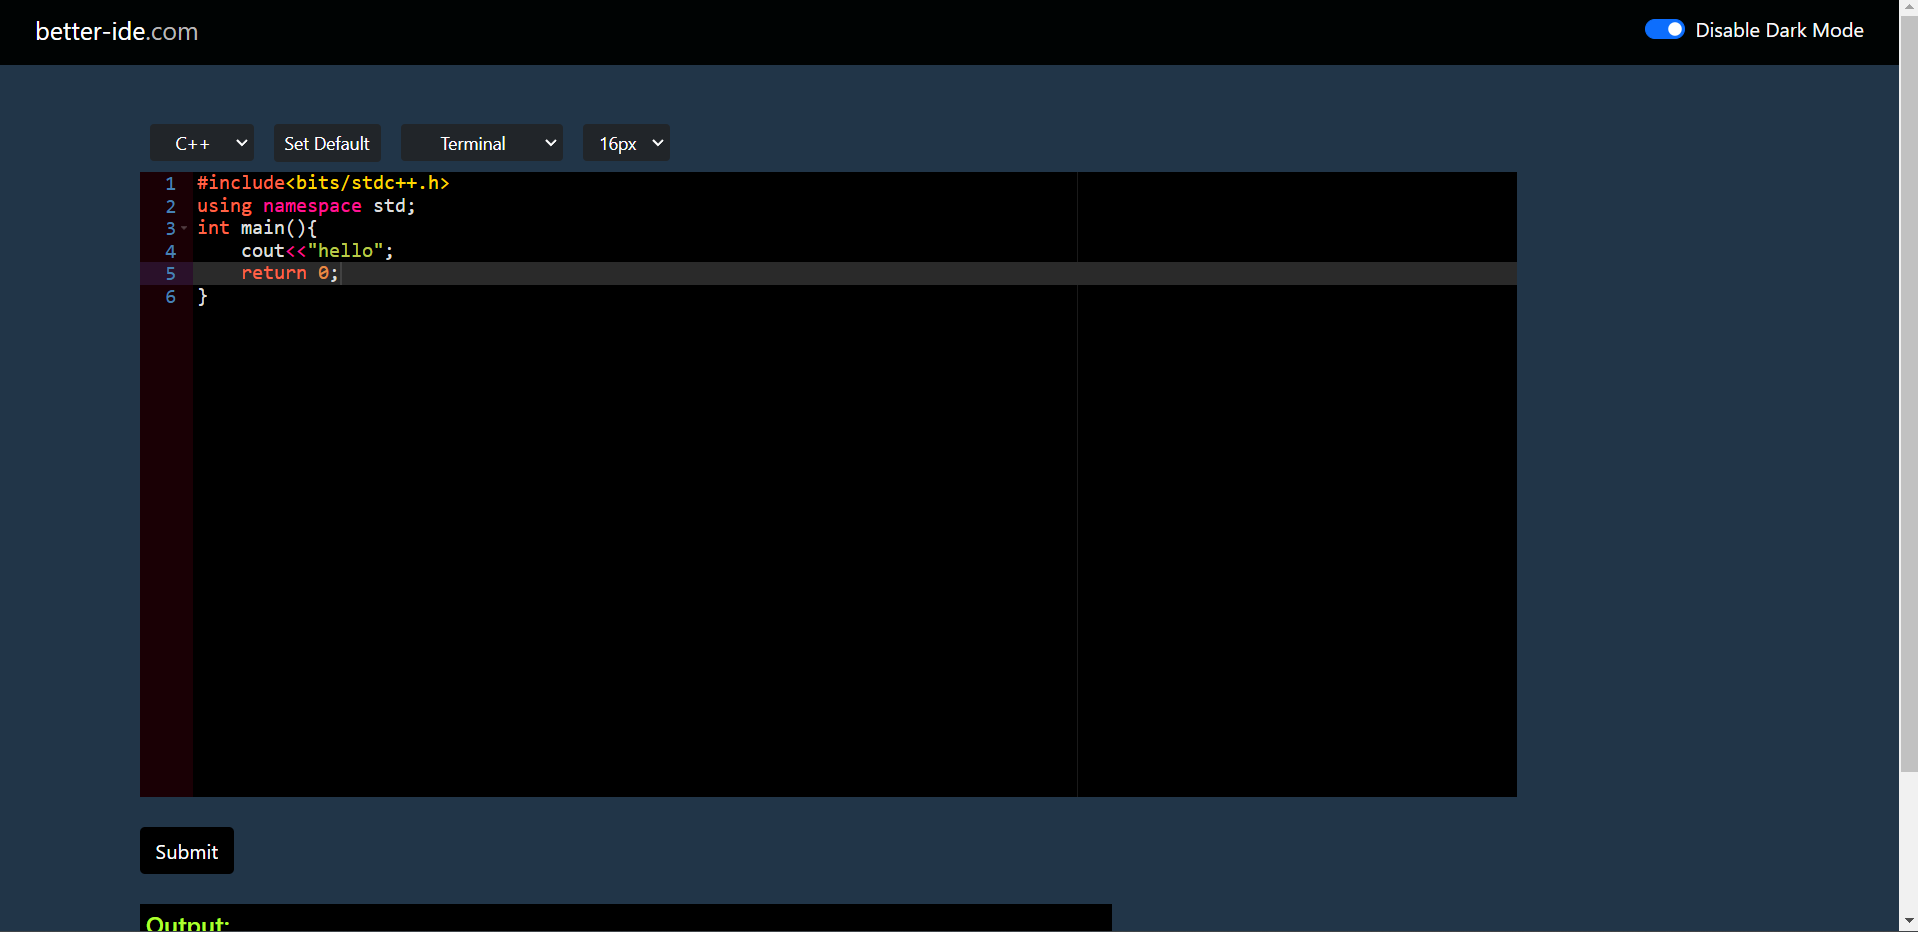 better-ide.com
Disable Dark Mode
C++ Set Default Terminal 16px
1 #include<bits/stdc++.h>
2 using namespace std;
3 int main(){
4     cout<<"hello";
5     return 0;
6 }
Submit
Output: